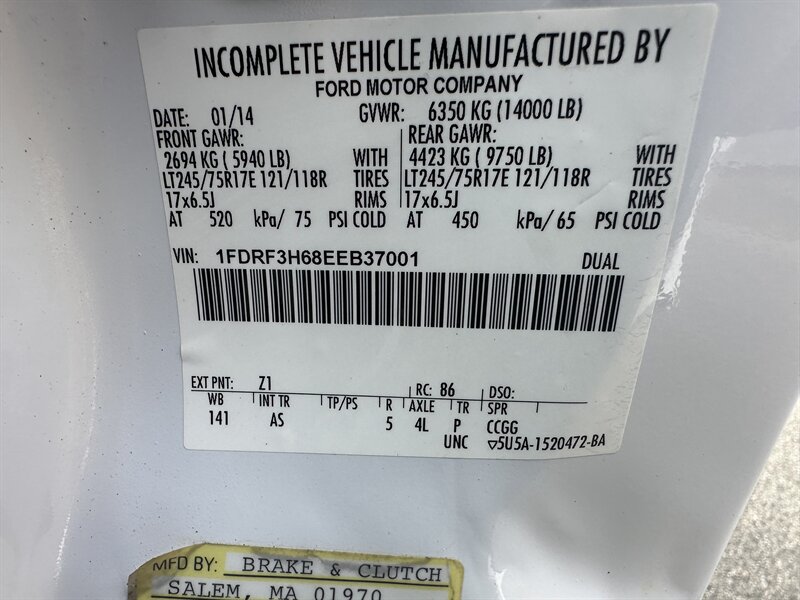 INCOMPLETE VEHICLE MANUFACTURED BY
FORD MOTOR COMPANY
DATE: 01/14 GVWR: 6350 KG (14000 LB)
FRONT GAWR: REAR GAWR:
2694 KG ( 5940 LB) WITH 4423 KG ( 9750 LB) WITH
LT245/75R17E 121/118R TIRES LT245/75R17E 121/118R TIRES
17x6.5J RIMS 17x6.5J RIMS
AT 520 kPa/ 75 PSI COLD AT 450 kPa/ 65 PSI COLD
VIN: 1FDRF3H68EEB37001 DUAL
EXT PNT: Z1 RC: 86 DSO:
WB INT TR TP/PS R AXLE TR SPR
141 AS 5 4L P CCGG
UNC ▽5U5A-1520472-BA
MFD BY: BRAKE & CLUTCH
SALEM, MA 01970